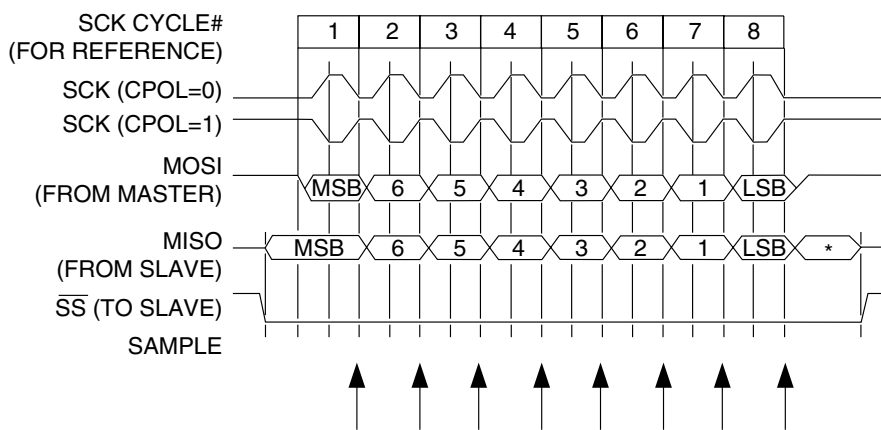 SCK CYCLE#
(FOR REFERENCE)
1 2 3 4 5 6 7 8
SCK (CPOL=0)
SCK (CPOL=1)
MOSI
(FROM MASTER)
MSB 6 5 4 3 2 1 LSB
MISO
(FROM SLAVE)
MSB 6 5 4 3 2 1 LSB *
SS (TO SLAVE)
SAMPLE